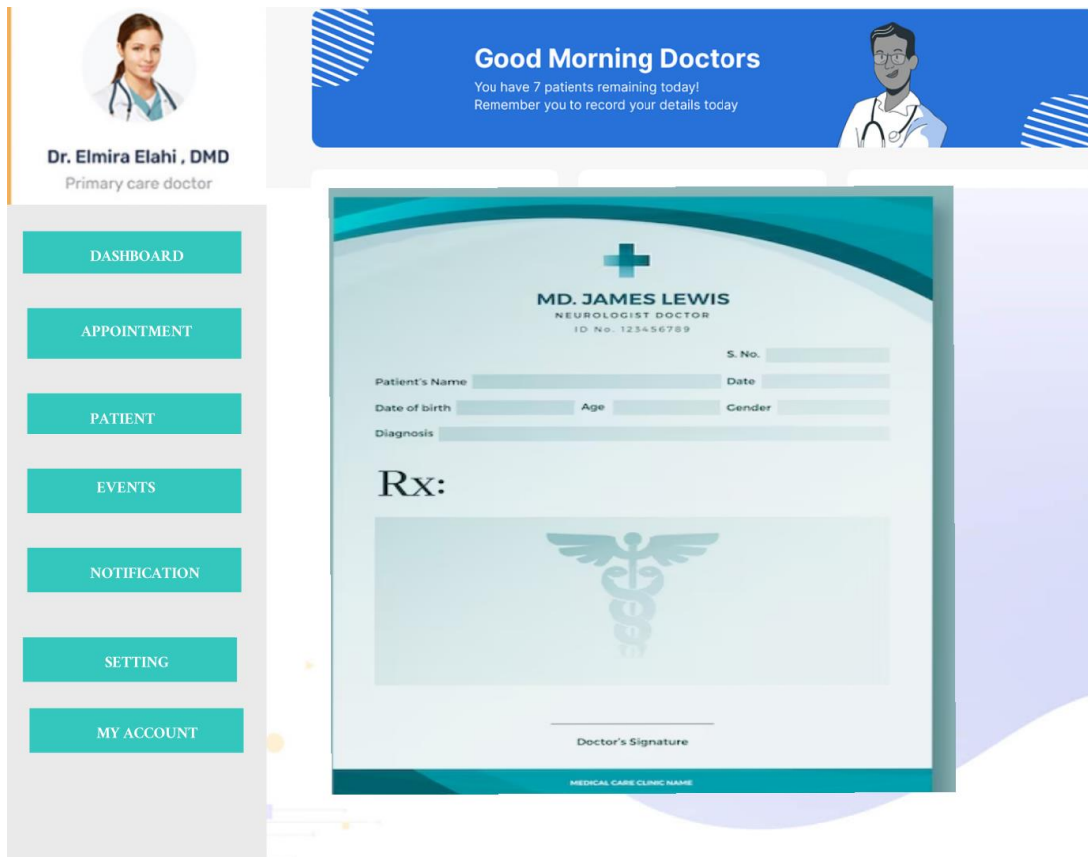 Dr. Elmira Elahi , DMD
Primary care doctor
DASHBOARD
APPOINTMENT
PATIENT
EVENTS
NOTIFICATION
SETTING
MY ACCOUNT
Good Morning Doctors
You have 7 patients remaining today!
Remember you to record your details today
MD. JAMES LEWIS
NEUROLOGIST DOCTOR
ID No. 123456789
S. No.
Patient's Name Date
Date of birth Age Gender
Diagnosis
Rx:
Doctor's Signature
MEDICAL CARE CLINIC NAME